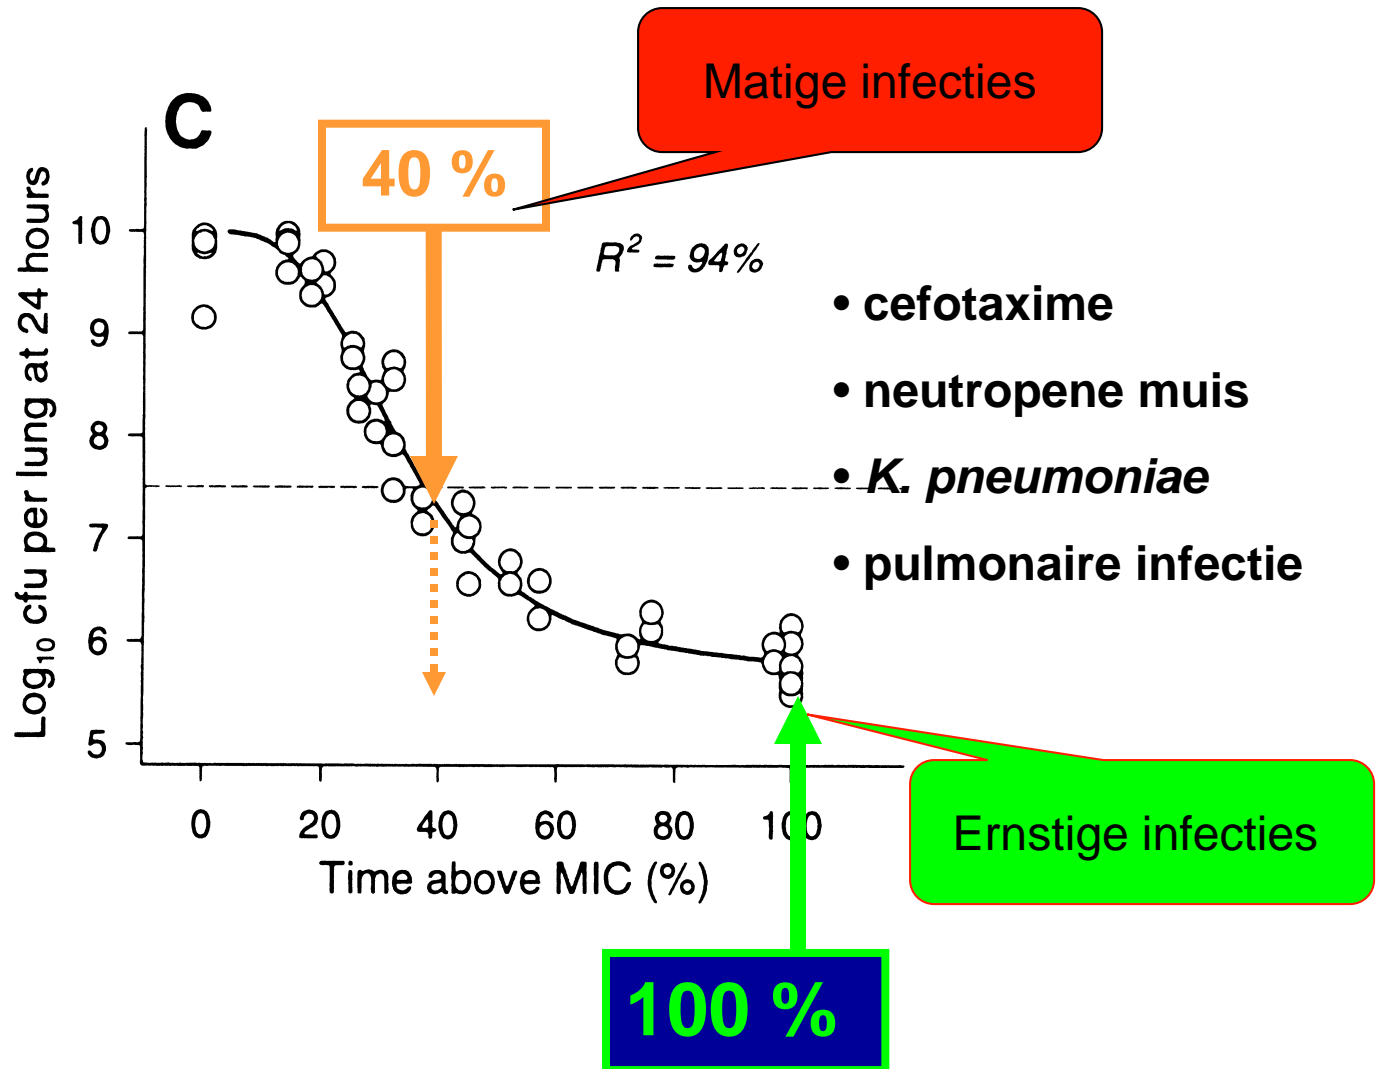 Matige infecties
C
40 %
R² = 94%
• cefotaxime
• neutropene muis
• K. pneumoniae
• pulmonaire infectie
Log₁₀ cfu per lung at 24 hours
10
9
8
7
6
5
0 20 40 60 80 100
Time above MIC (%)
Ernstige infecties
100 %